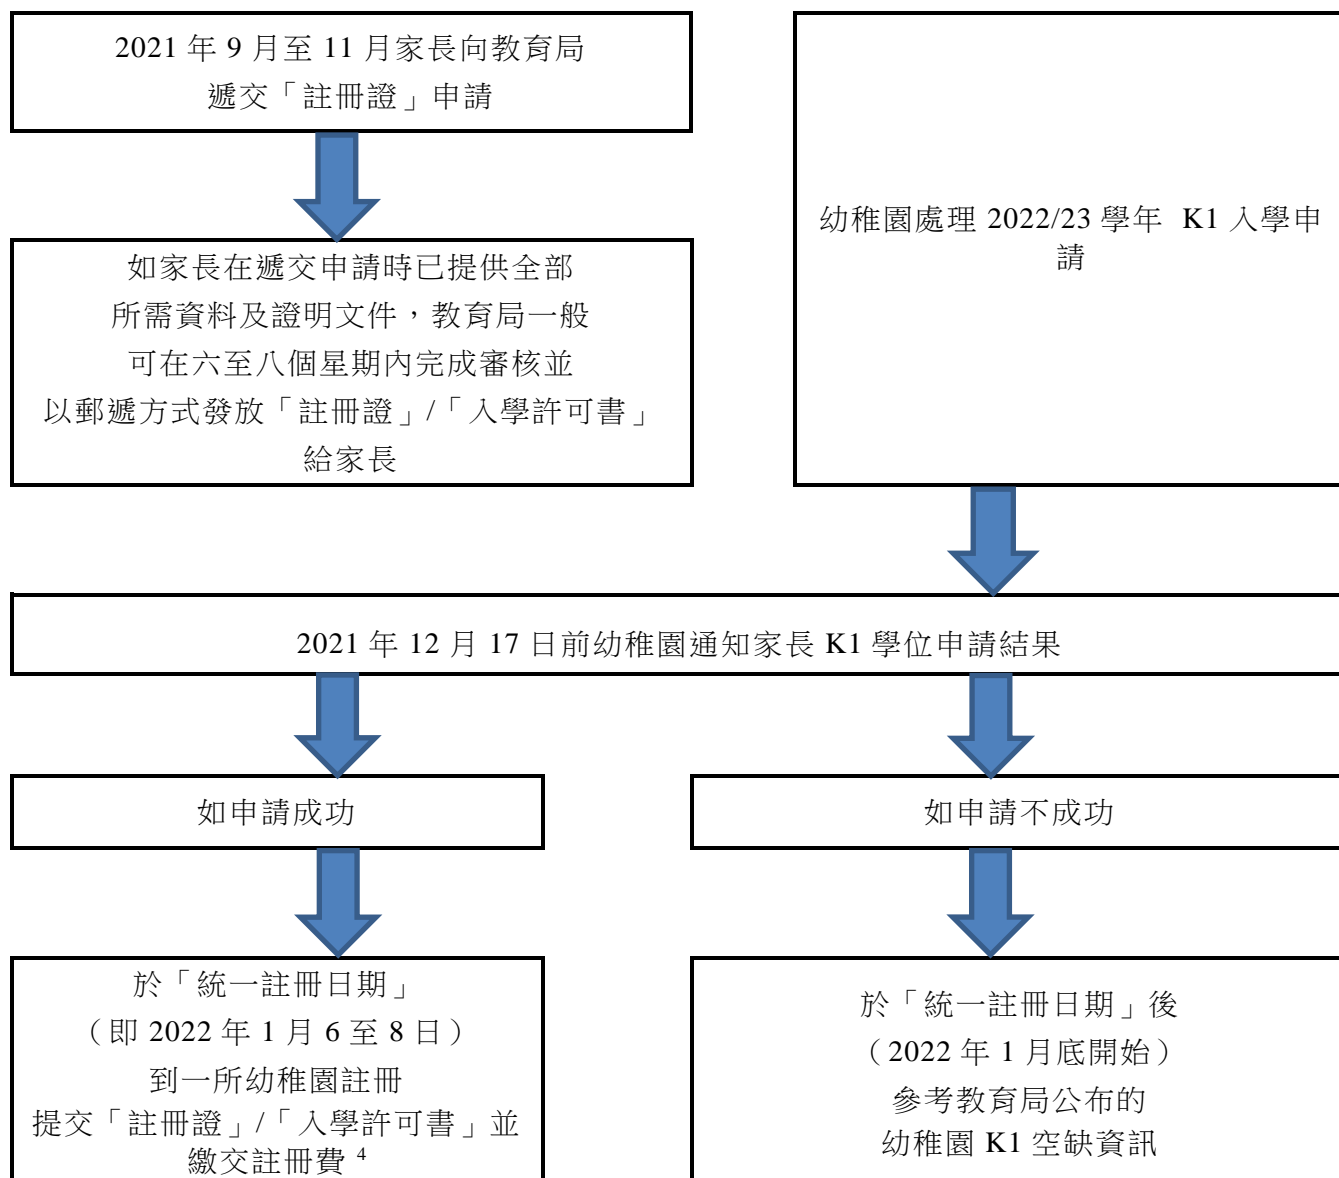 2021 年 9 月至 11 月家長向教育局
遞交「註冊證」申請
如家長在遞交申請時已提供全部
所需資料及證明文件，教育局一般
可在六至八個星期內完成審核並
以郵遞方式發放「註冊證」/「入學許可書」
給家長
幼稚園處理 2022/23 學年 K1 入學申
請
2021 年 12 月 17 日前幼稚園通知家長 K1 學位申請結果
如申請成功
如申請不成功
於「統一註冊日期」
（即 2022 年 1 月 6 至 8 日）
到一所幼稚園註冊
提交「註冊證」/「入學許可書」並
繳交註冊費 4
於「統一註冊日期」後
（2022 年 1 月底開始）
參考教育局公布的
幼稚園 K1 空缺資訊